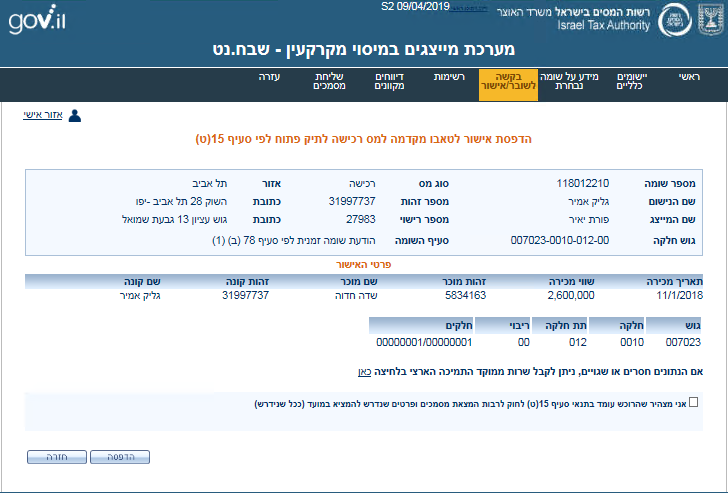 gov.il
S2 09/04/2019
רשות המסים בישראל משרד האוצר
Israel Tax Authority
מערכת מייצגים במיסוי מקרקעין - שבח.נט
ראשי
יישומים כלליים
מידע על שומה נבחרת
בקשה לשובר/אישור
רשימות
דיווחים מקוונים
שליחת מסמכים
עזרה
אזור אישי
הדפסת אישור לטאבו מקדמה למס רכישה לתיק פתוח לפי סעיף 15(ט)
מספר שומה 118012210 סוג מס רכישה אזור תל אביב
שם הנישום גליק אמיר מספר זהות 31997737 כתובת השוק 28 תל אביב -יפו
שם המייצג פורת יאיר מספר רישוי 27983 כתובת גוש עציון 13 גבעת שמואל
גוש חלקה 007023-0010-012-00 סעיף השומה הודעת שומה זמנית לפי סעיף 78 (ב) (1)
פרטי האישור
תאריך מכירה שווי מכירה זהות מוכר שם מוכר זהות קונה שם קונה
11/1/2018 2,600,000 5834163 שדה חדוה 31997737 גליק אמיר
גוש חלקה תת חלקה ריבוי חלקים
007023 0010 012 00 00000001/00000001
אם הנתונים חסרים או שגויים, ניתן לקבל שרות ממוקד התמיכה הארצי בלחיצה כאן
אני מצהיר שהרוכש עומד בתנאי סעיף 15(ט) לחוק לרבות המצאת מסמכים ופרטים שנדרש להמציא במועד (ככל שנידרש)
הדפסה
חזרה